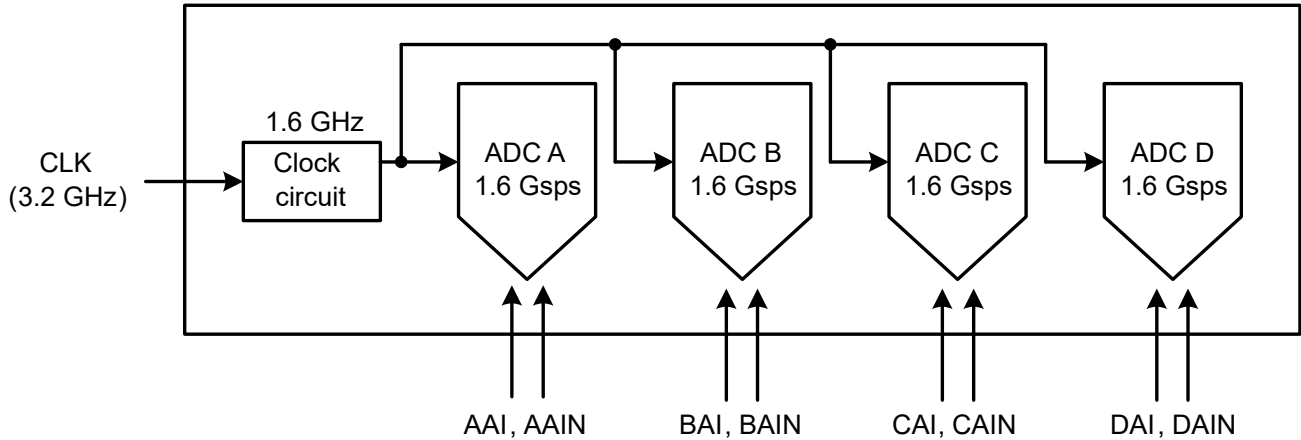 1.6 GHz
CLK
(3.2 GHz)
Clock
circuit
ADC A
1.6 Gsps
ADC B
1.6 Gsps
ADC C
1.6 Gsps
ADC D
1.6 Gsps
AAI, AAIN
BAI, BAIN
CAI, CAIN
DAI, DAIN